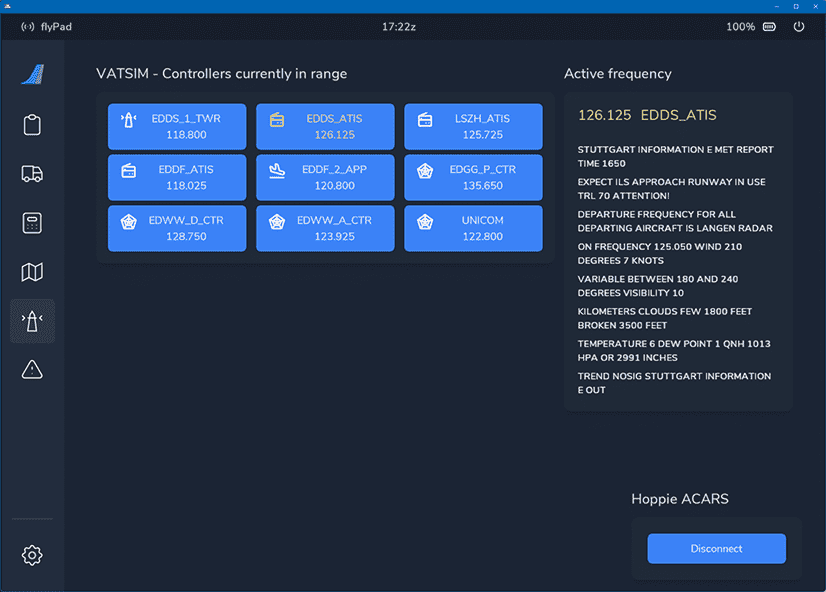 flyPad
17:22z
100%
VATSIM - Controllers currently in range
EDDS_1_TWR
118.800
EDDS_ATIS
126.125
LSZH_ATIS
125.725
EDDF_ATIS
118.025
EDDF_2_APP
120.800
EDGG_P_CTR
135.650
EDWW_D_CTR
128.750
EDWW_A_CTR
123.925
UNICOM
122.800
Active frequency
126.125 EDDS_ATIS
STUTTGART INFORMATION E MET REPORT
TIME 1650
EXPECT ILS APPROACH RUNWAY IN USE
TRL 70 ATTENTION!
DEPARTURE FREQUENCY FOR ALL
DEPARTING AIRCRAFT IS LANGEN RADAR
ON FREQUENCY 125.050 WIND 210
DEGREES 7 KNOTS
VARIABLE BETWEEN 180 AND 240
DEGREES VISIBILITY 10
KILOMETERS CLOUDS FEW 1800 FEET
BROKEN 3500 FEET
TEMPERATURE 6 DEW POINT 1 QNH 1013
HPA OR 2991 INCHES
TREND NOSIG STUTTGART INFORMATION
E OUT
Hoppie ACARS
Disconnect